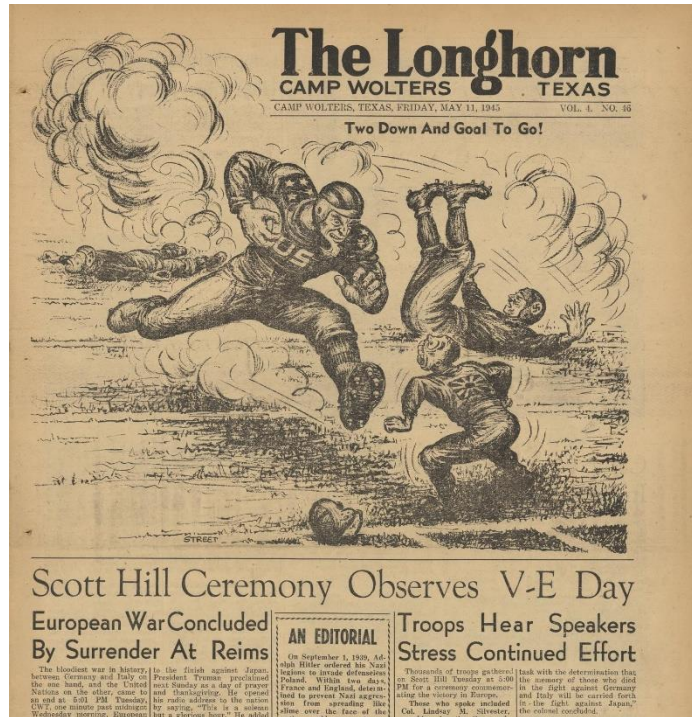 The Longhorn
CAMP WOLTERS TEXAS
CAMP WOLTERS, TEXAS, FRIDAY, MAY 11, 1945 VOL. 4. NO. 46
Two Down And Goal To Go!
US
STREET
Scott Hill Ceremony Observes V-E Day
European War Concluded
By Surrender At Reims
The bloodiest war in history,
between Germany and Italy on
the one hand, and the United
Nations on the other, came to
an end at 5:01 PM Tuesday,
CWT, one minute past midnight
Wednesday morning, European
to the finish against Japan.
President Truman proclaimed
next Sunday as a day of prayer
and thanksgiving. He opened
his radio address to the nation
by saying, "This is a solemn
but a glorious hour." He added
AN EDITORIAL
On September 1, 1939, Ad-
olph Hitler ordered his Nazi
legions to invade defenseless
Poland. Within two days,
France and England, determ-
ined to prevent Nazi aggres-
sion from spreading like
slime over the face of the
Troops Hear Speakers
Stress Continued Effort
Thousands of troops gathered
on Scott Hill Tuesday at 5:00
PM for a ceremony commemor-
ating the victory in Europe.
Those who spoke included
Col. Lindsay M. Silvester,
task with the determination that
the memory of those who died
in the fight against Germany
and Italy will be carried forth
in the fight against Japan,"
the colonel concluded.